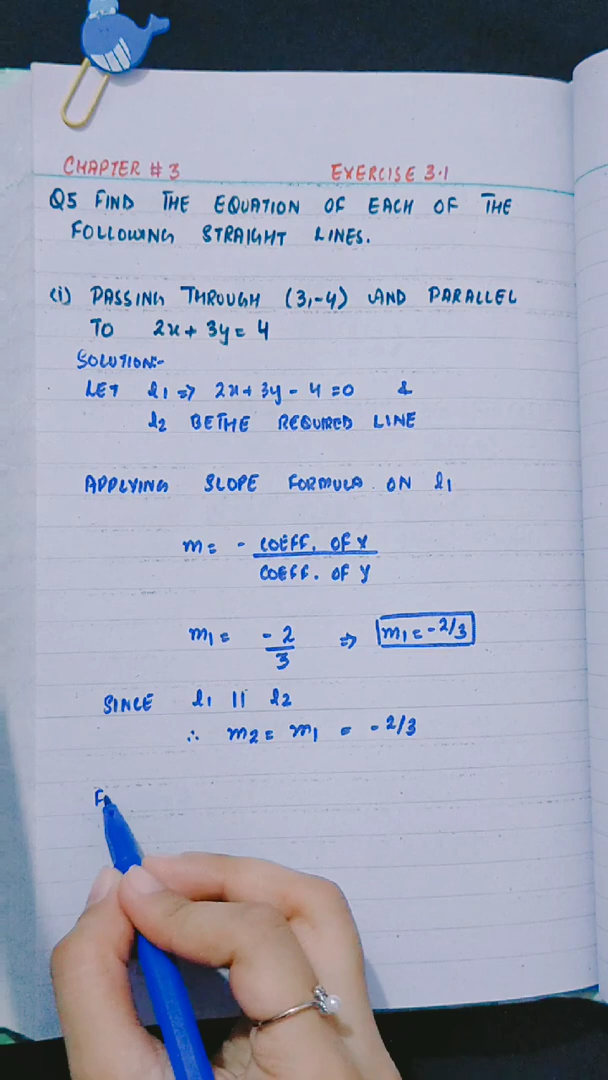 CHAPTER # 3 EXERCISE 3.1
Q5 FIND THE EQUATION OF EACH OF THE
FOLLOWING STRAIGHT LINES.
(i) PASSING THROUGH (3,-4) AND PARALLEL
TO 2x + 3y = 4
SOLUTION:-
LET l1 => 2x + 3y - 4 = 0 &
l2 BE THE REQUIRED LINE
APPLYING SLOPE FORMULA ON l1
m = - COEFF. OF X
COEFF. OF Y
m1 = -2/3 => m1 = -2/3
SINCE l1 || l2
∴ m2 = m1 = -2/3
F